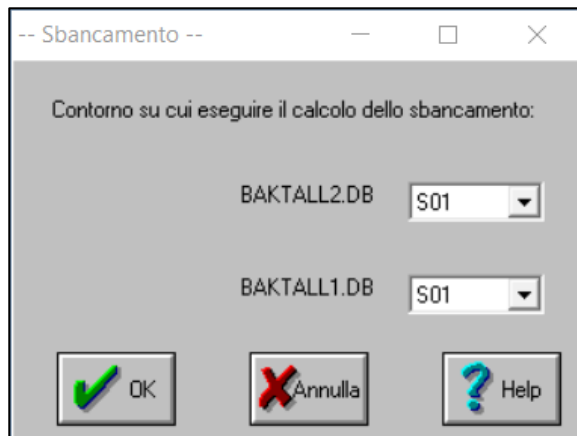 -- Sbancamento --
Contorno su cui eseguire il calcolo dello sbancamento:
BAKTALL2.DB S01
BAKTALL1.DB S01
OK Annulla Help